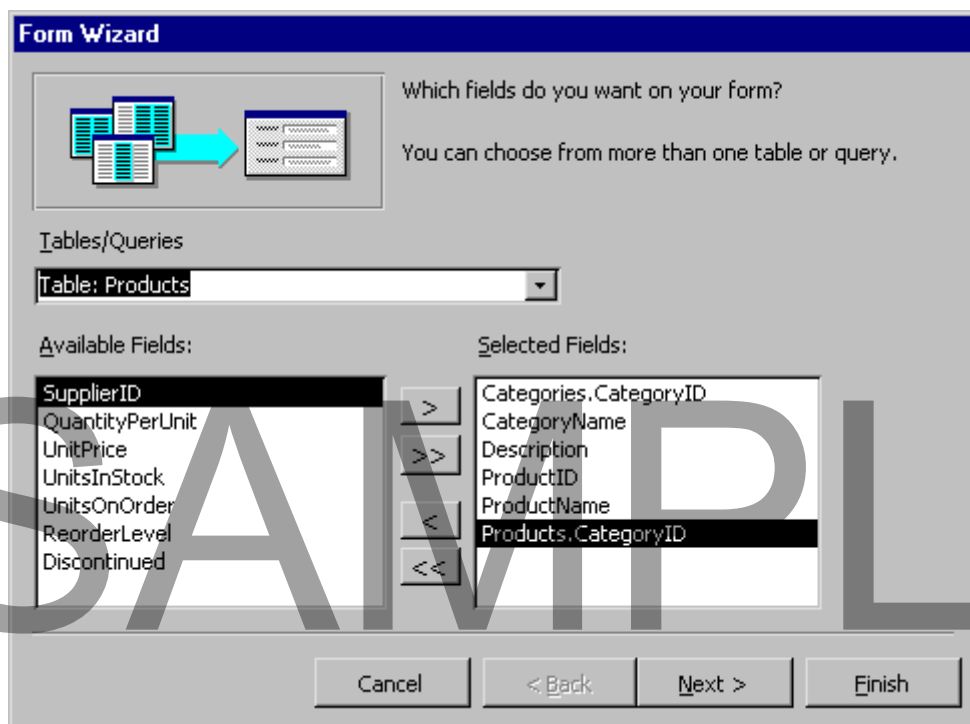 Form Wizard
Which fields do you want on your form?
You can choose from more than one table or query.
Tables/Queries
Table: Products
Available Fields:
Selected Fields:
SupplierID
QuantityPerUnit
UnitPrice
UnitsInStock
UnitsOnOrder
ReorderLevel
Discontinued
>
>>
<
<<
Categories.CategoryID
CategoryName
Description
ProductID
ProductName
Products.CategoryID
SAMPL
Cancel
< Back
Next >
Finish